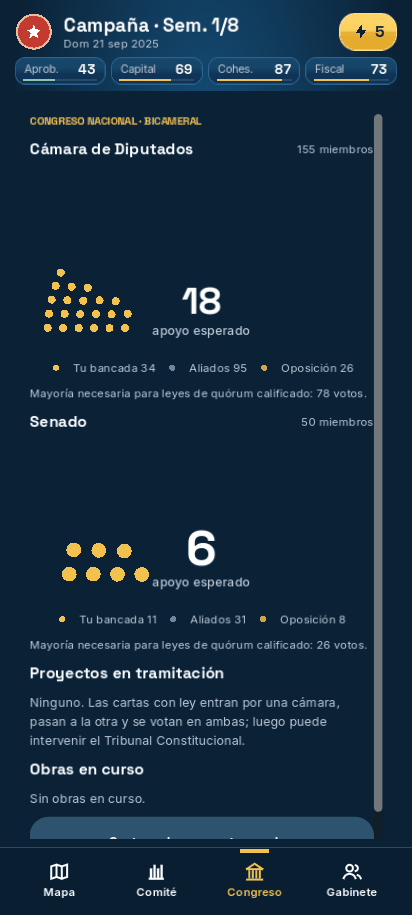 Campaña · Sem. 1/8
Dom 21 sep 2025
5
Aprob. 43
Capital 69
Cohes. 87
Fiscal 73
CONGRESO NACIONAL · BICAMERAL
Cámara de Diputados
155 miembros
18
apoyo esperado
Tu bancada 34
Aliados 95
Oposición 26
Mayoría necesaria para leyes de quórum calificado: 78 votos.
Senado
50 miembros
6
apoyo esperado
Tu bancada 11
Aliados 31
Oposición 8
Mayoría necesaria para leyes de quórum calificado: 26 votos.
Proyectos en tramitación
Ninguno. Las cartas con ley entran por una cámara,
pasan a la otra y se votan en ambas; luego puede
intervenir el Tribunal Constitucional.
Obras en curso
Sin obras en curso.
Mapa
Comité
Congreso
Gabinete